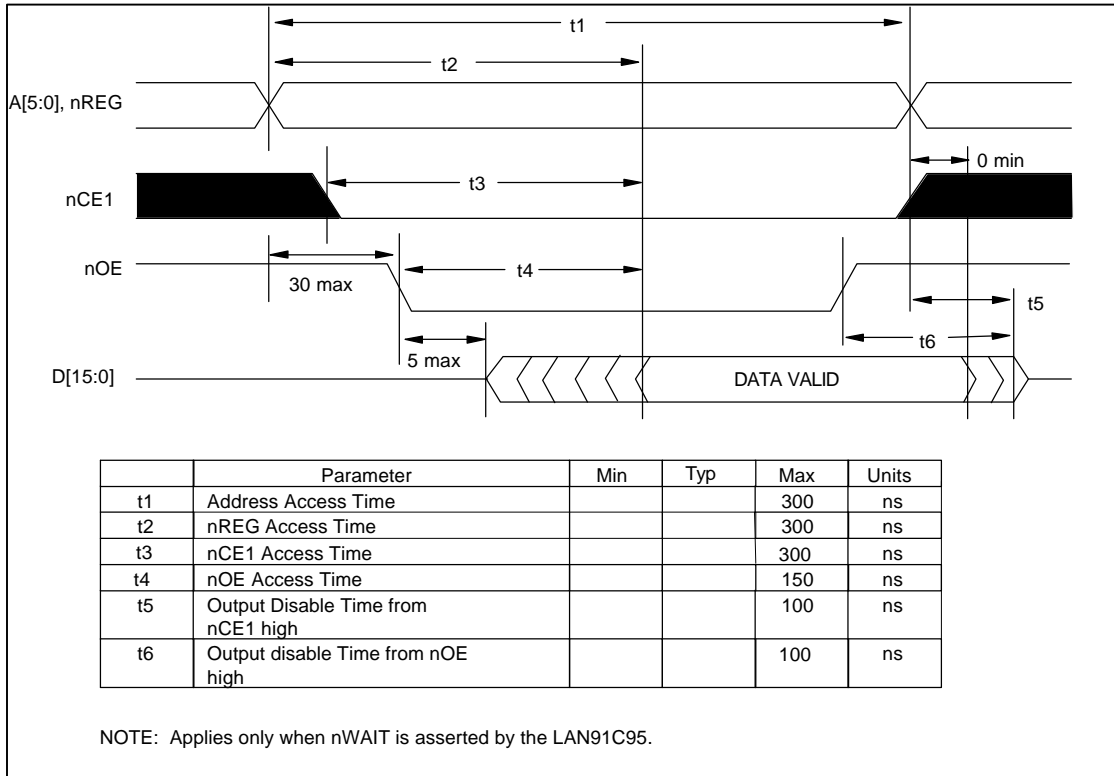 t1
t2
A[5:0], nREG
0 min
t3
nCE1
nOE
t4
30 max
t5
t6
5 max
D[15:0]
DATA VALID
Parameter Min Typ Max Units
t1 Address Access Time 300 ns
t2 nREG Access Time 300 ns
t3 nCE1 Access Time 300 ns
t4 nOE Access Time 150 ns
t5 Output Disable Time from 100 ns
nCE1 high
t6 Output disable Time from nOE 100 ns
high
NOTE: Applies only when nWAIT is asserted by the LAN91C95.